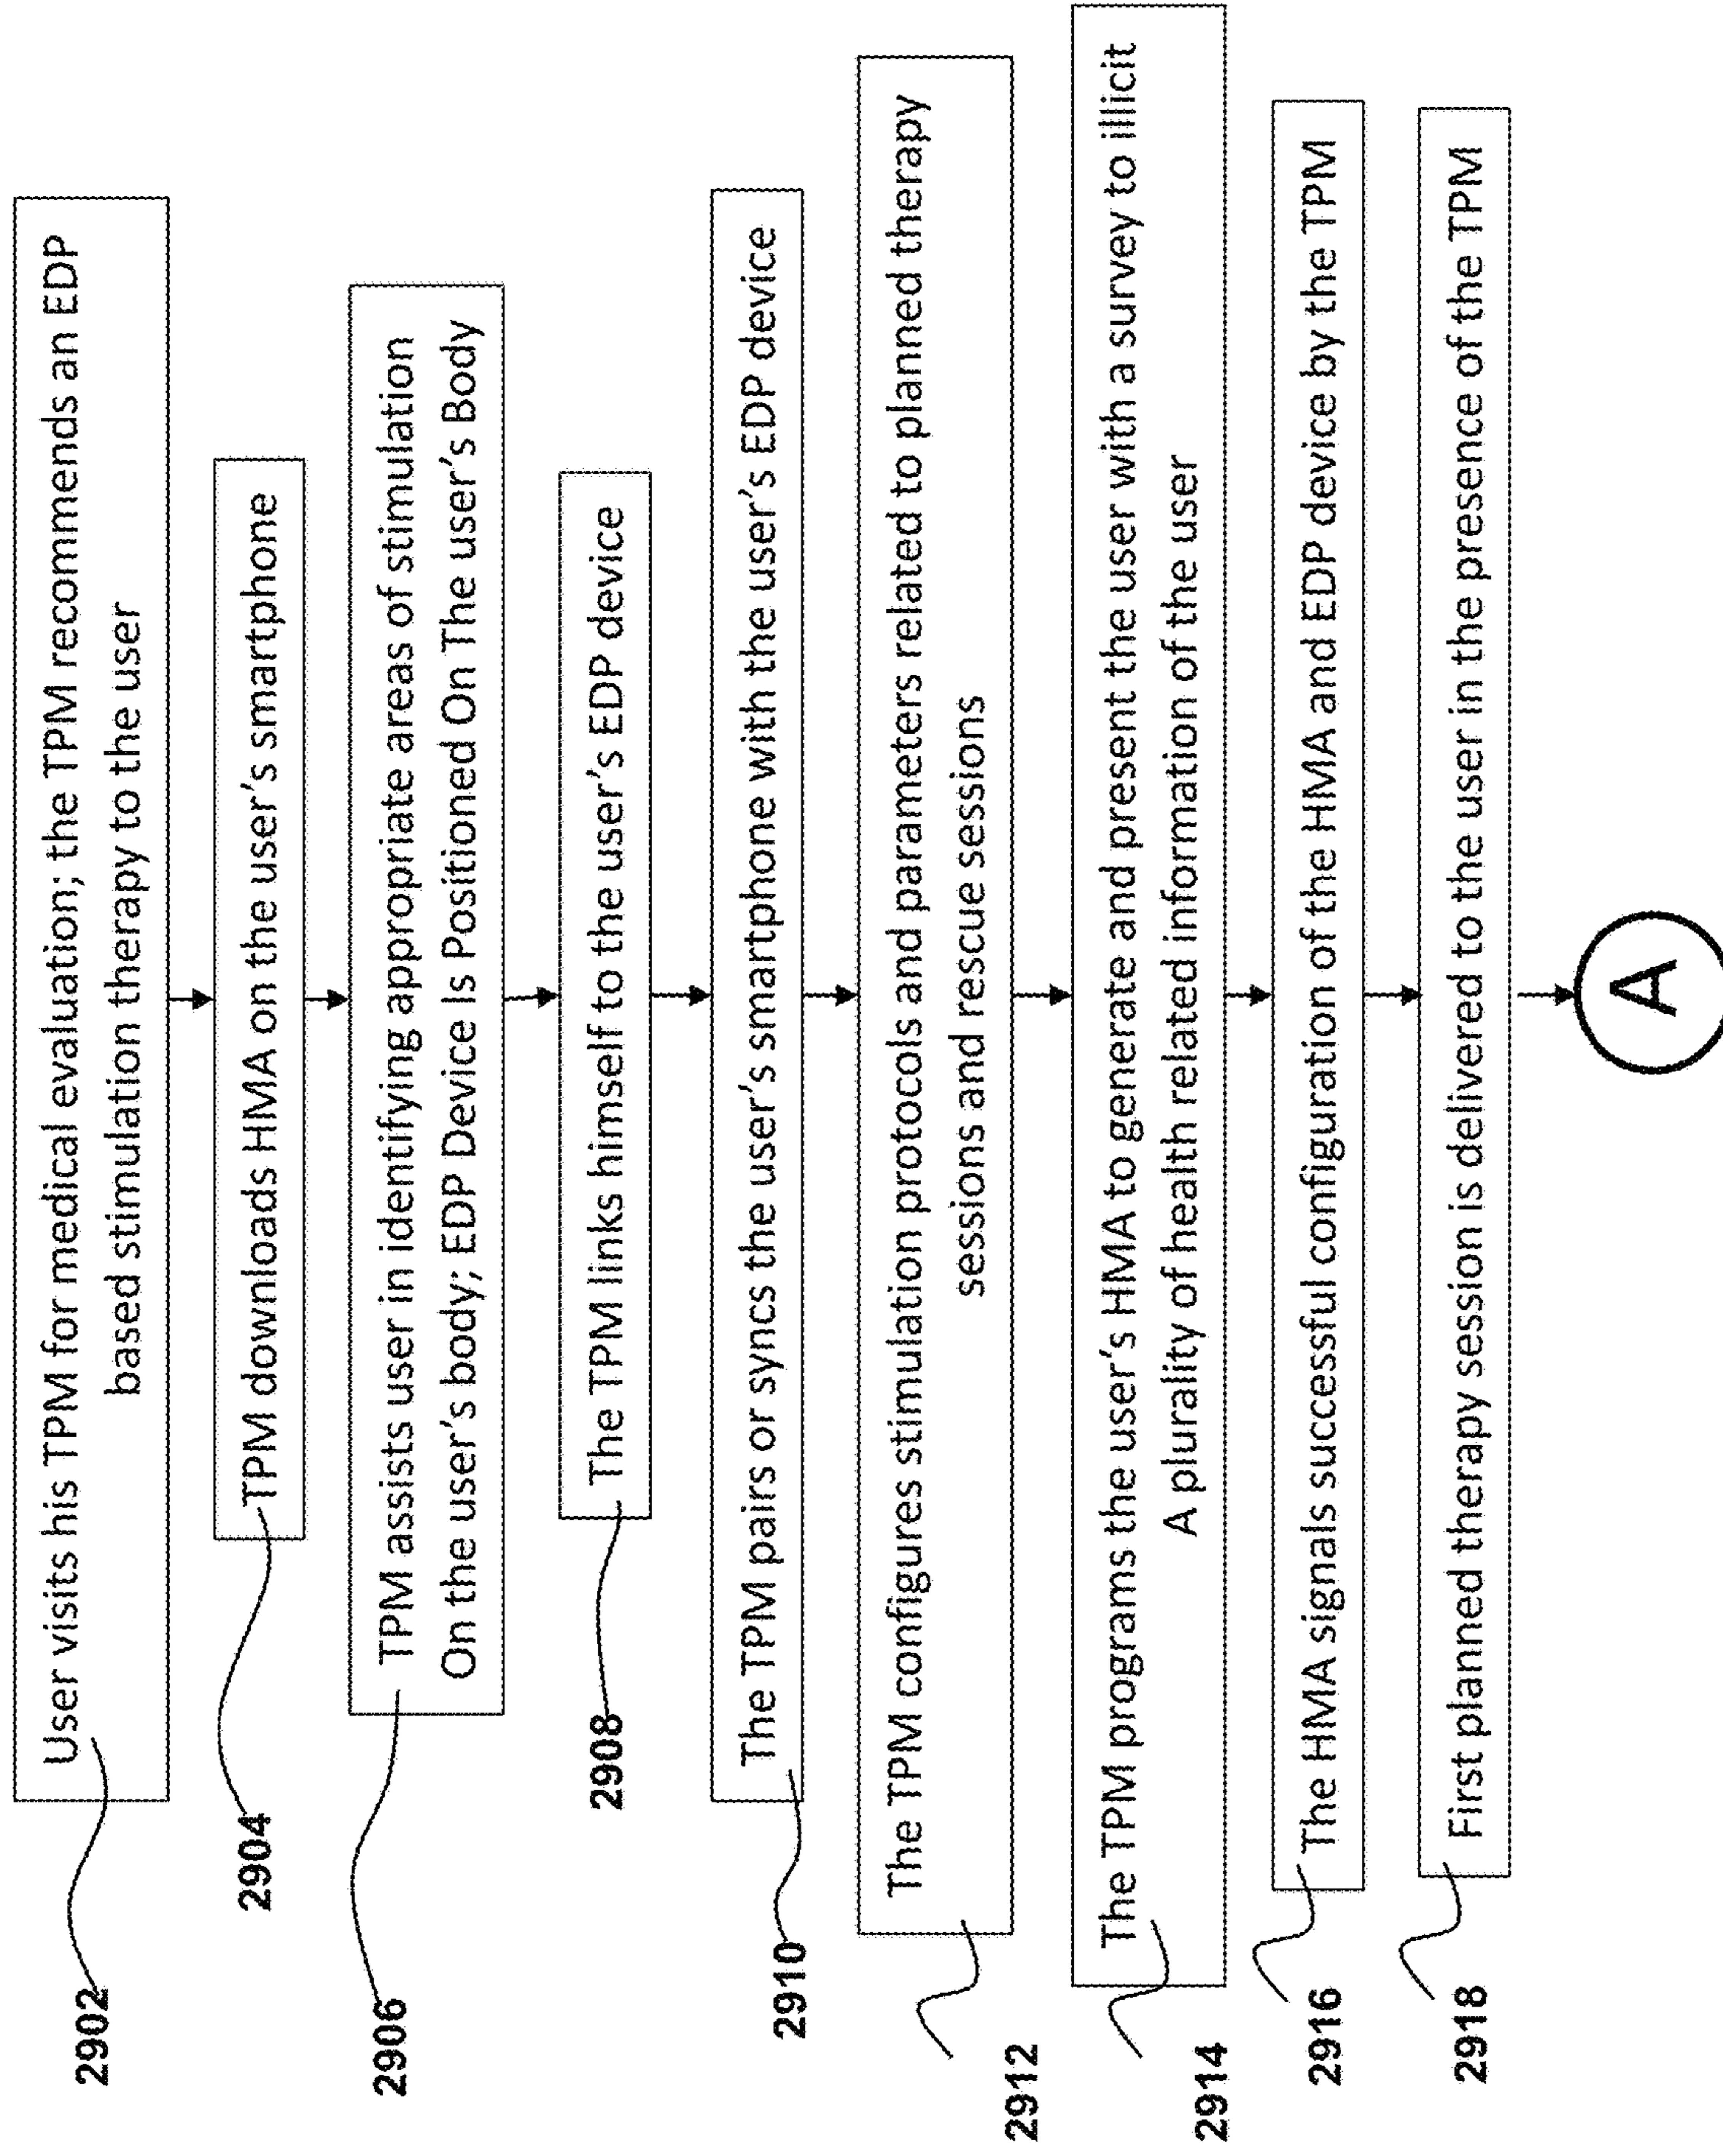 2902
User visits his TPM for medical evaluation; the TPM recommends an EDP
based stimulation therapy to the user
2904
TPM downloads HMA on the user's smartphone
2906
TPM assists user in identifying appropriate areas of stimulation
On the user's body; EDP Device Is Positioned On The user's Body
2908
The TPM links himself to the user's EDP device
2910
The TPM pairs or syncs the user's smartphone with the user's EDP device
2912
The TPM configures stimulation protocols and parameters related to planned therapy
sessions and rescue sessions
2914
The TPM programs the user's HMA to generate and present the user with a survey to illicit
A plurality of health related information of the user
2916
The HMA signals successful configuration of the HMA and EDP device by the TPM
2918
First planned therapy session is delivered to the user in the presence of the TPM
A